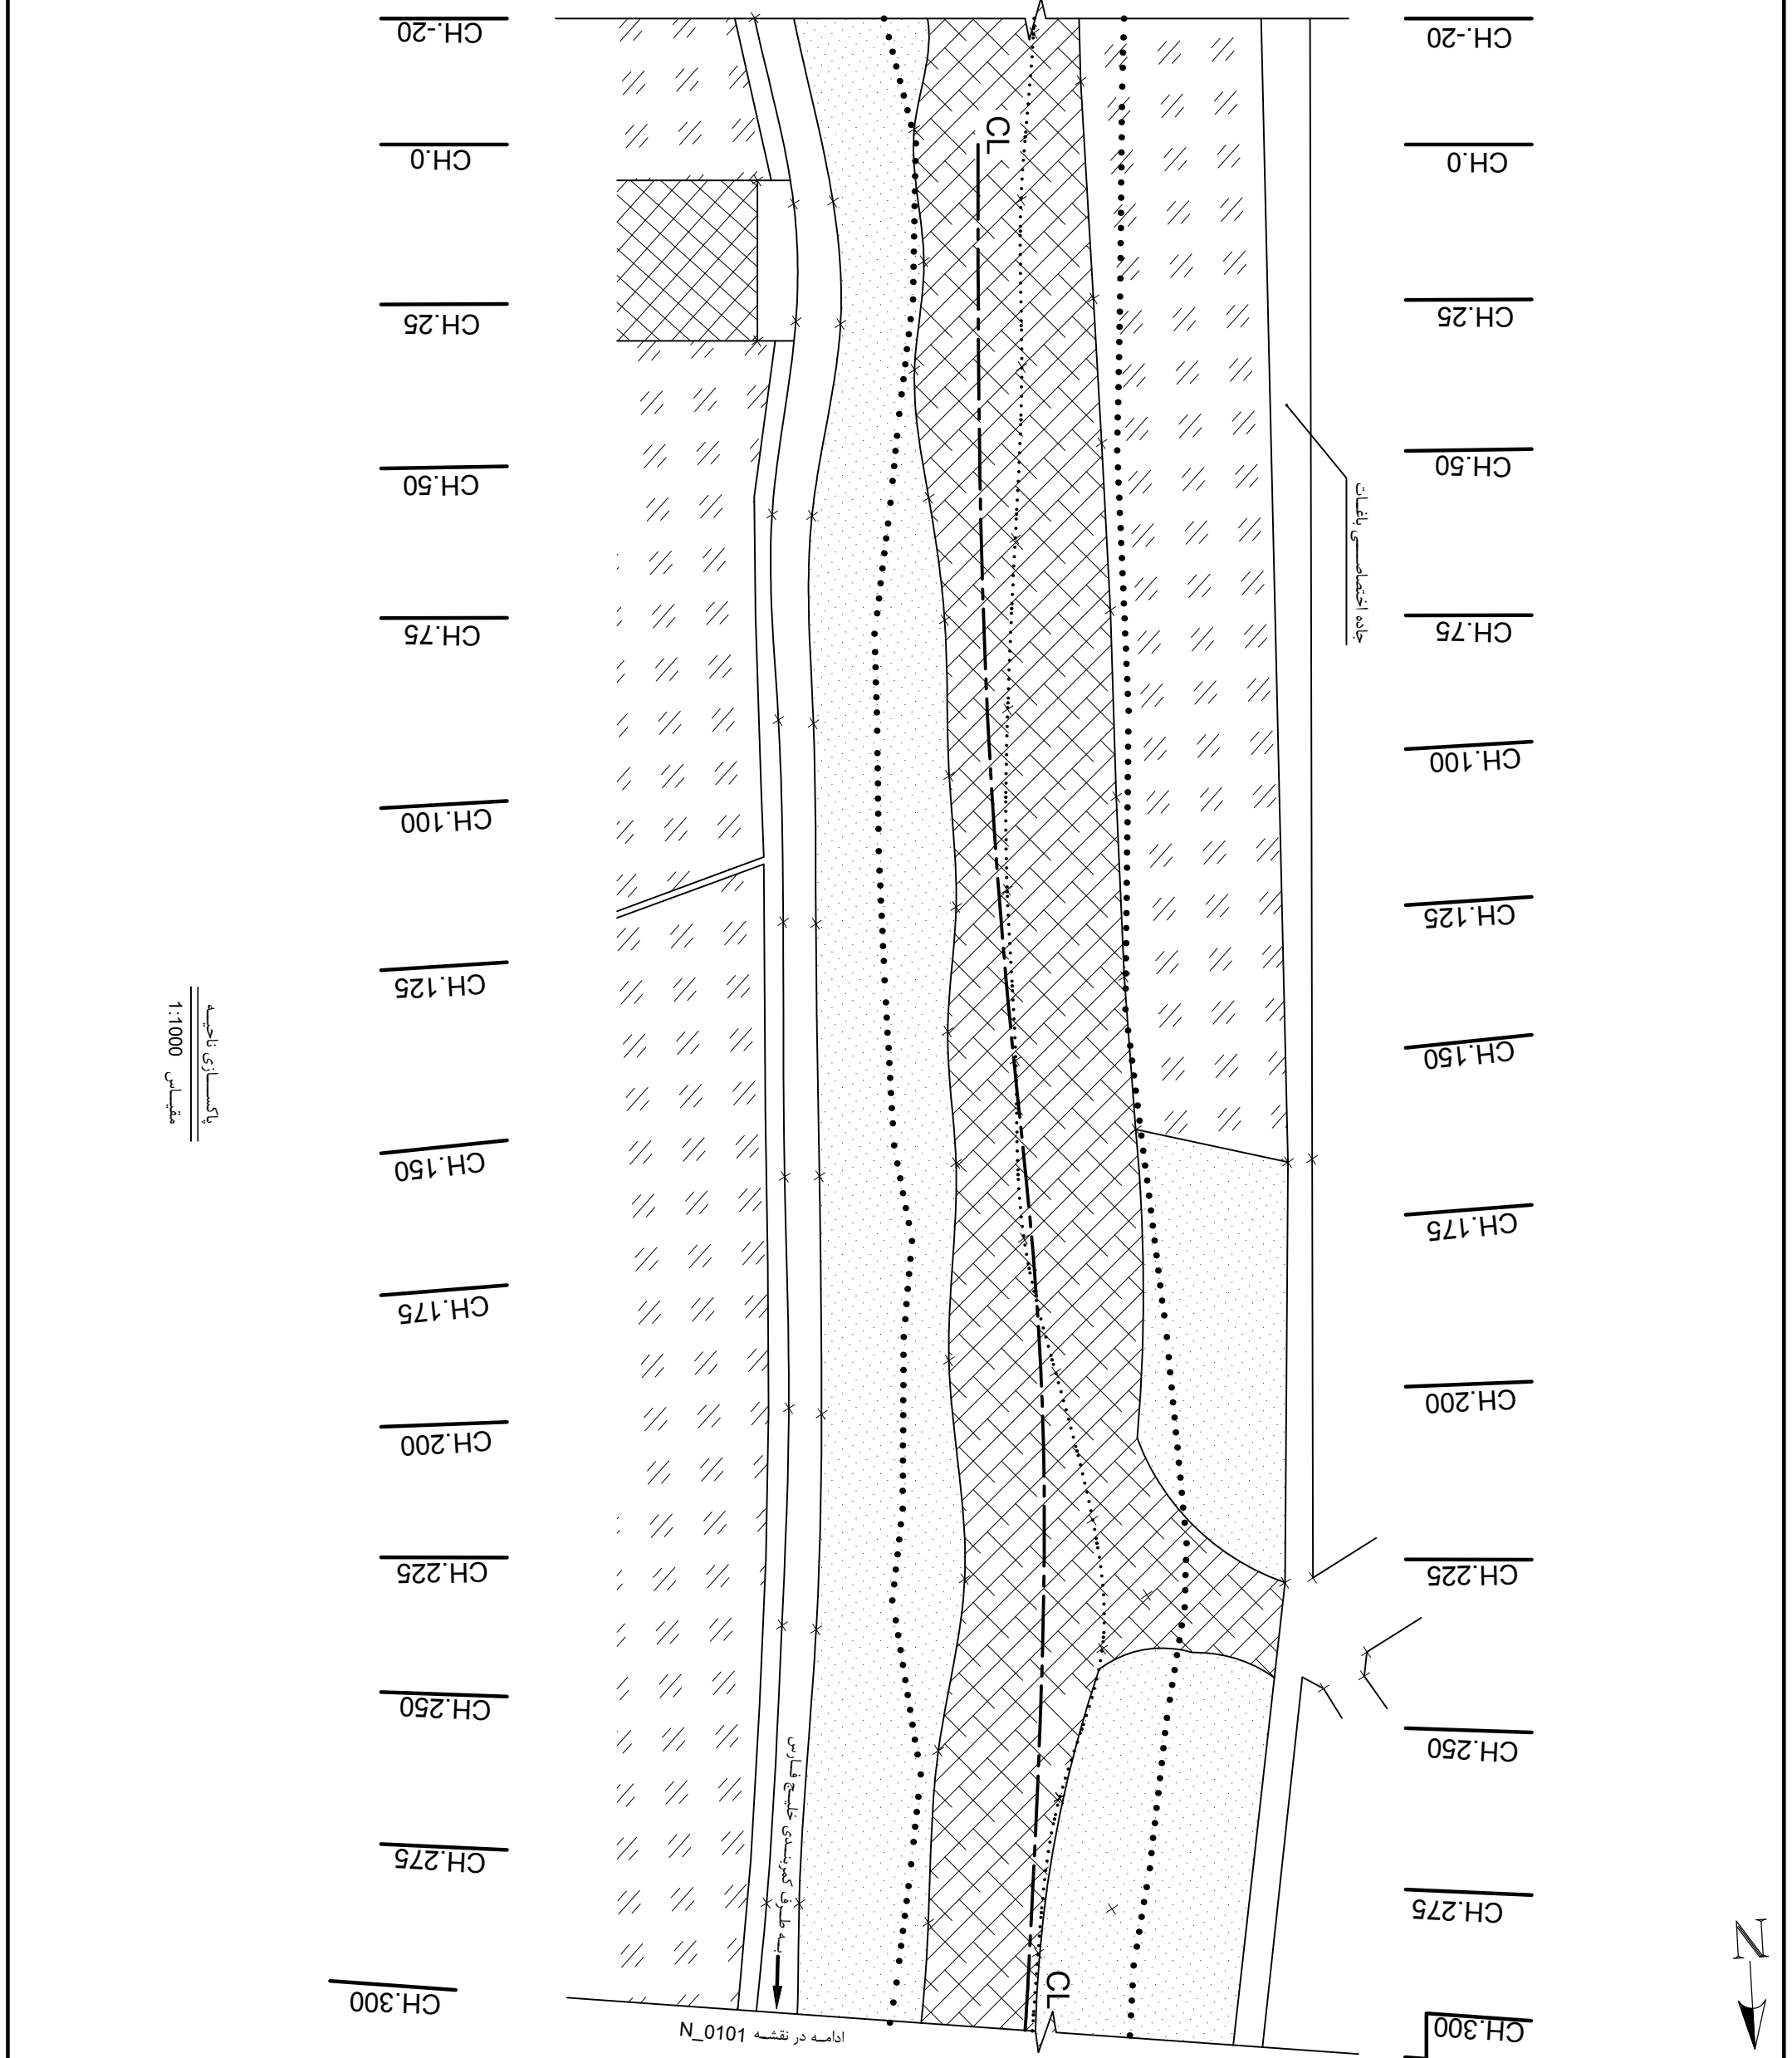 CH.-20
CH.0
CH.25
CH.50
CH.75
CH.100
CH.125
CH.150
CH.175
CH.200
CH.225
CH.250
CH.275
CH.300
CL
CL
CH.-20
CH.0
CH.25
CH.50
CH.75
CH.100
CH.125
CH.150
CH.175
CH.200
CH.225
CH.250
CH.275
CH.300
جاده اختصاصی باغات
پاکسازی ناحیه
مقیاس 1:1000
به طرف کمربندی خلیج فارس
ادامه در نقشه N_0101
N